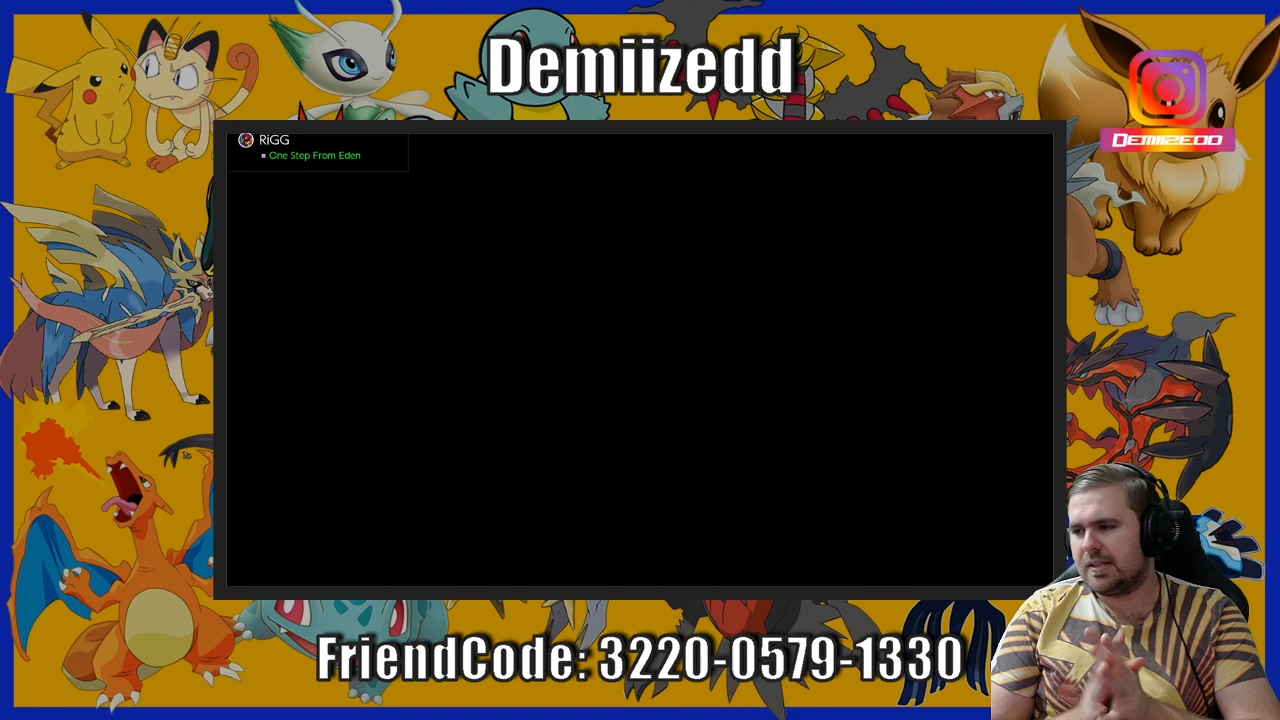 Demiizedd
Demiizedd
RiGG
One Step From Eden
FriendCode: 3220-0579-1330